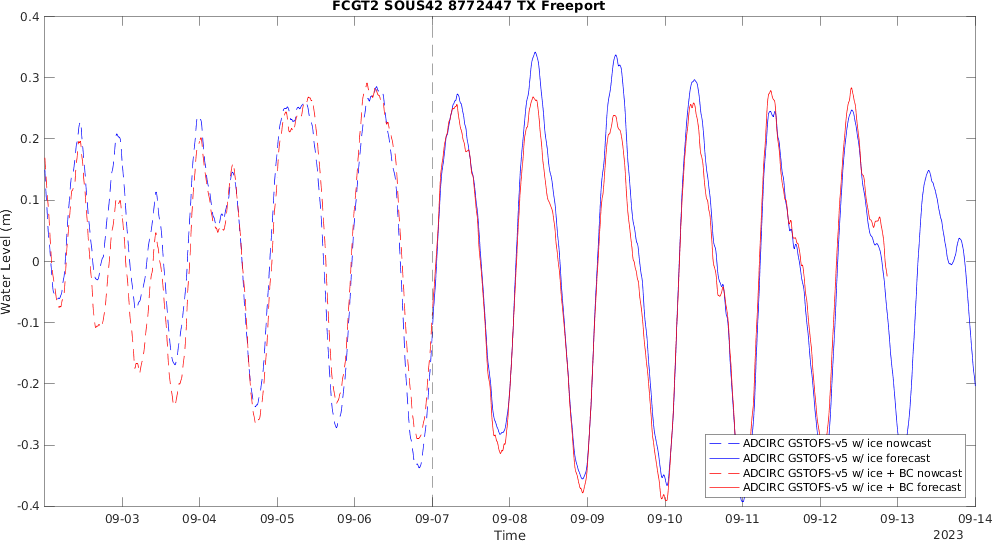 FCGT2 SOUS42 8772447 TX Freeport
0.4
0.3
0.2
0.1
0
-0.1
-0.2
-0.3
-0.4
Water Level (m)
ADCIRC GSTOFS-v5 w/ ice nowcast
ADCIRC GSTOFS-v5 w/ ice forecast
ADCIRC GSTOFS-v5 w/ ice + BC nowcast
ADCIRC GSTOFS-v5 w/ ice + BC forecast
09-03 09-04 09-05 09-06 09-07 09-08 09-09 09-10 09-11 09-12 09-13 09-14
Time
2023